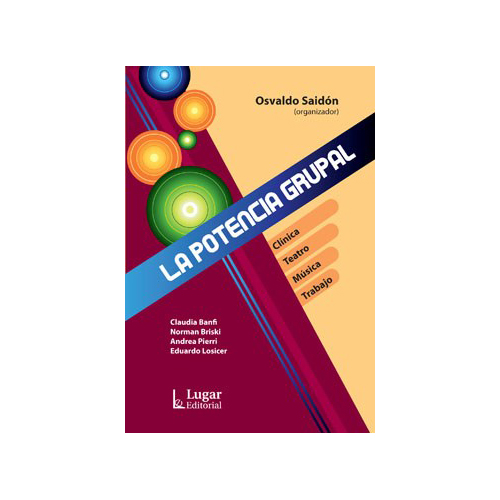 Osvaldo Saidón
(organizador)
LA POTENCIA GRUPAL
Clínica
Teatro
Música
Trabajo
Claudia Banfi
Norman Briski
Andrea Pierri
Eduardo Losicer
Lugar
Editorial